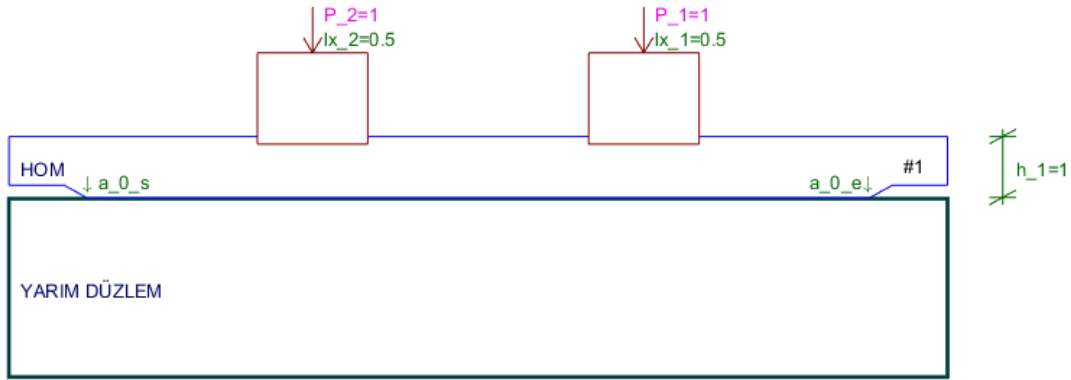 P_2=1
lx_2=0.5
P_1=1
lx_1=0.5
HOM
#1
h_1=1
↓ a_0_s
a_0_e↓
YARIM DÜZLEM